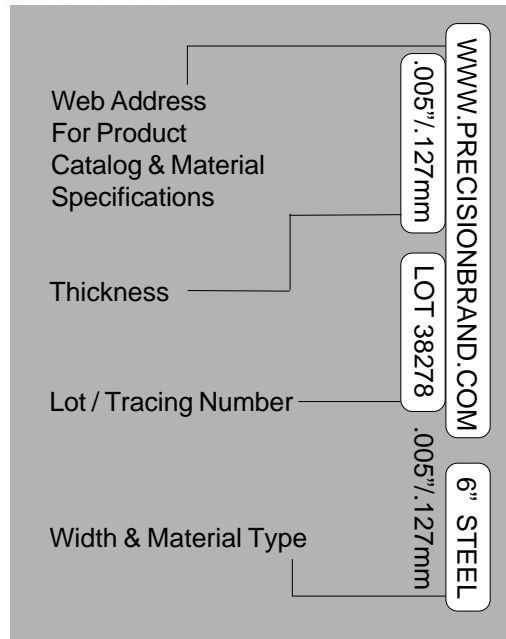 Web Address
For Product
Catalog & Material
Specifications
Thickness
Lot / Tracing Number
Width & Material Type
WWW.PRECISIONBRAND.COM
6” STEEL
.005”/.127mm
LOT 38278
.005”/.127mm